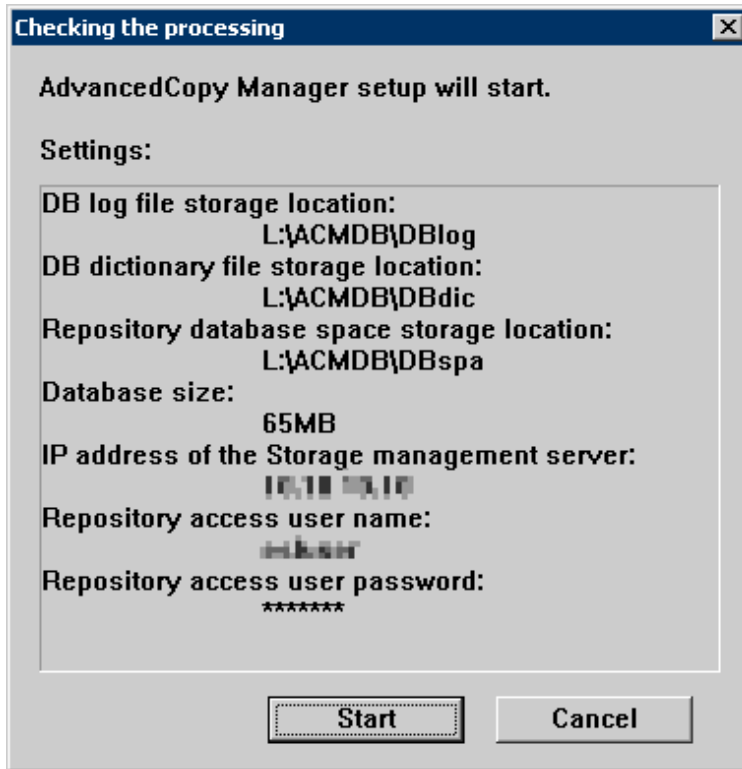 Checking the processing
AdvancedCopy Manager setup will start.
Settings:
DB log file storage location:
L:\ACMDB\DBlog
DB dictionary file storage location:
L:\ACMDB\DBdic
Repository database space storage location:
L:\ACMDB\DBspa
Database size:
65MB
IP address of the Storage management server:
Repository access user name:
Repository access user password:
*******
Start Cancel